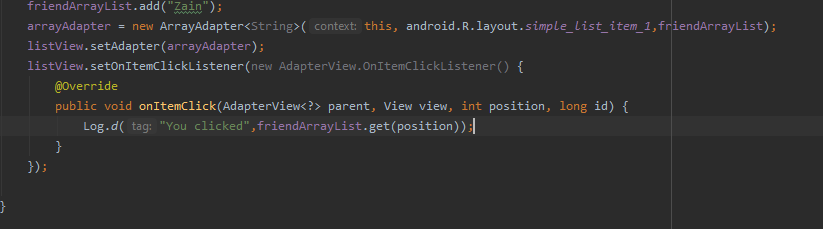 friendArrayList.add("Zain");
arrayAdapter = new ArrayAdapter<String>( context: this, android.R.layout.simple_list_item_1,friendArrayList);
listView.setAdapter(arrayAdapter);
listView.setOnItemClickListener(new AdapterView.OnItemClickListener() {
@Override
public void onItemClick(AdapterView<?> parent, View view, int position, long id) {
Log.d( tag: "You clicked",friendArrayList.get(position));
}
});
}